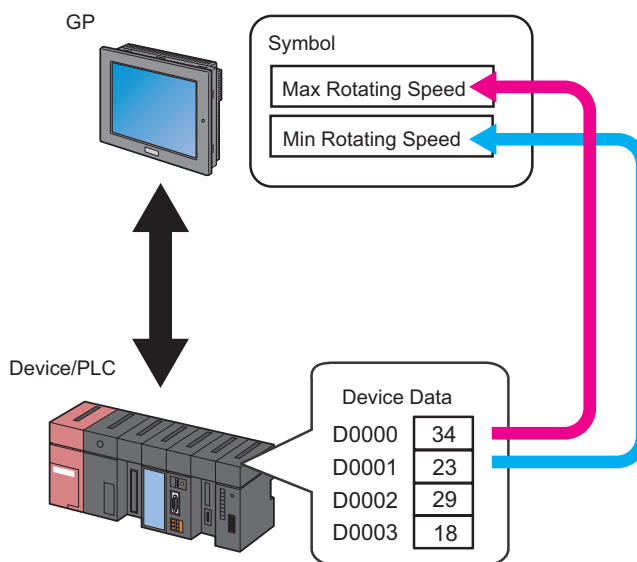 GP
Symbol
Max Rotating Speed
Min Rotating Speed
Device/PLC
Device Data
D0000 34
D0001 23
D0002 29
D0003 18